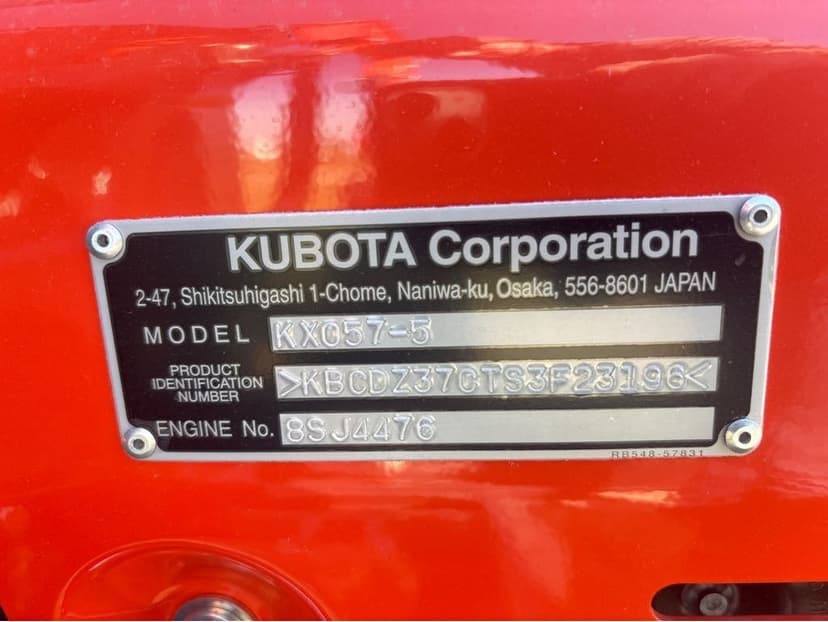 KUBOTA Corporation
2-47, Shikitsuhigashi 1-Chome, Naniwa-ku, Osaka, 556-8601 JAPAN
MODEL KX057-5
PRODUCT
IDENTIFICATION
NUMBER >KBCDZ37CTS3F23196<
ENGINE No. 8SJ4476
RB548-57831